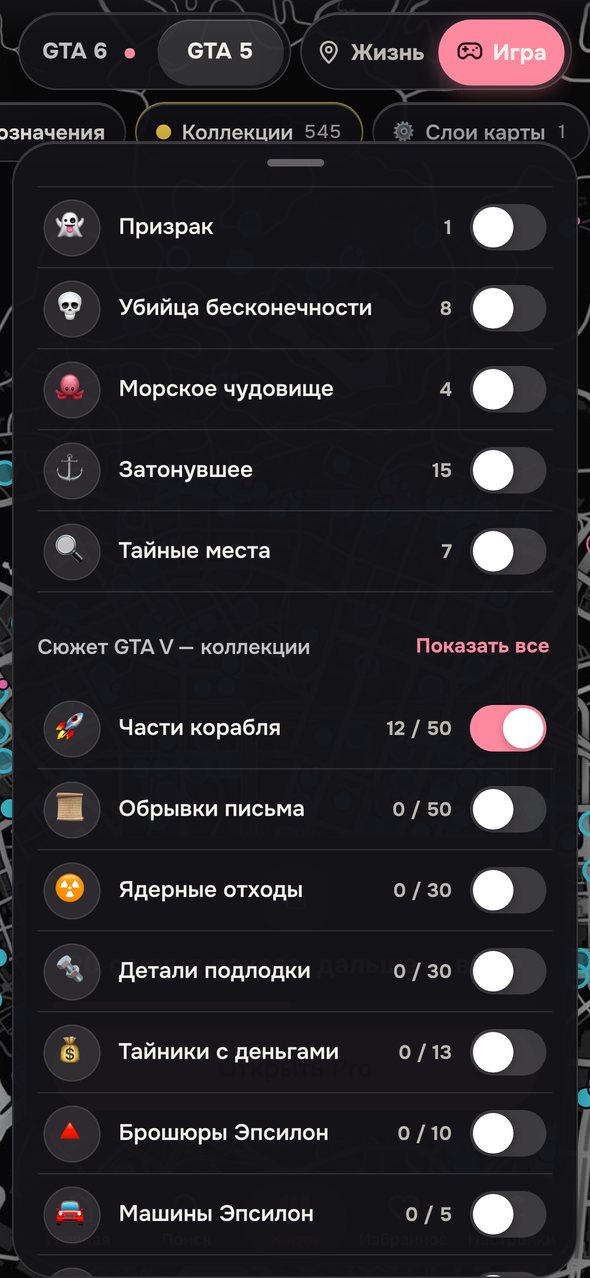 GTA 6
GTA 5
Жизнь
Игра
означения
Коллекции 545
Слои карты 1
Призрак 1
Убийца бесконечности 8
Морское чудовище 4
Затонувшее 15
Тайные места 7
Сюжет GTA V — коллекции
Показать все
Части корабля 12 / 50
Обрывки письма 0 / 50
Ядерные отходы 0 / 30
Детали подлодки 0 / 30
Тайники с деньгами 0 / 13
Брошюры Эпсилон 0 / 10
Машины Эпсилон 0 / 5